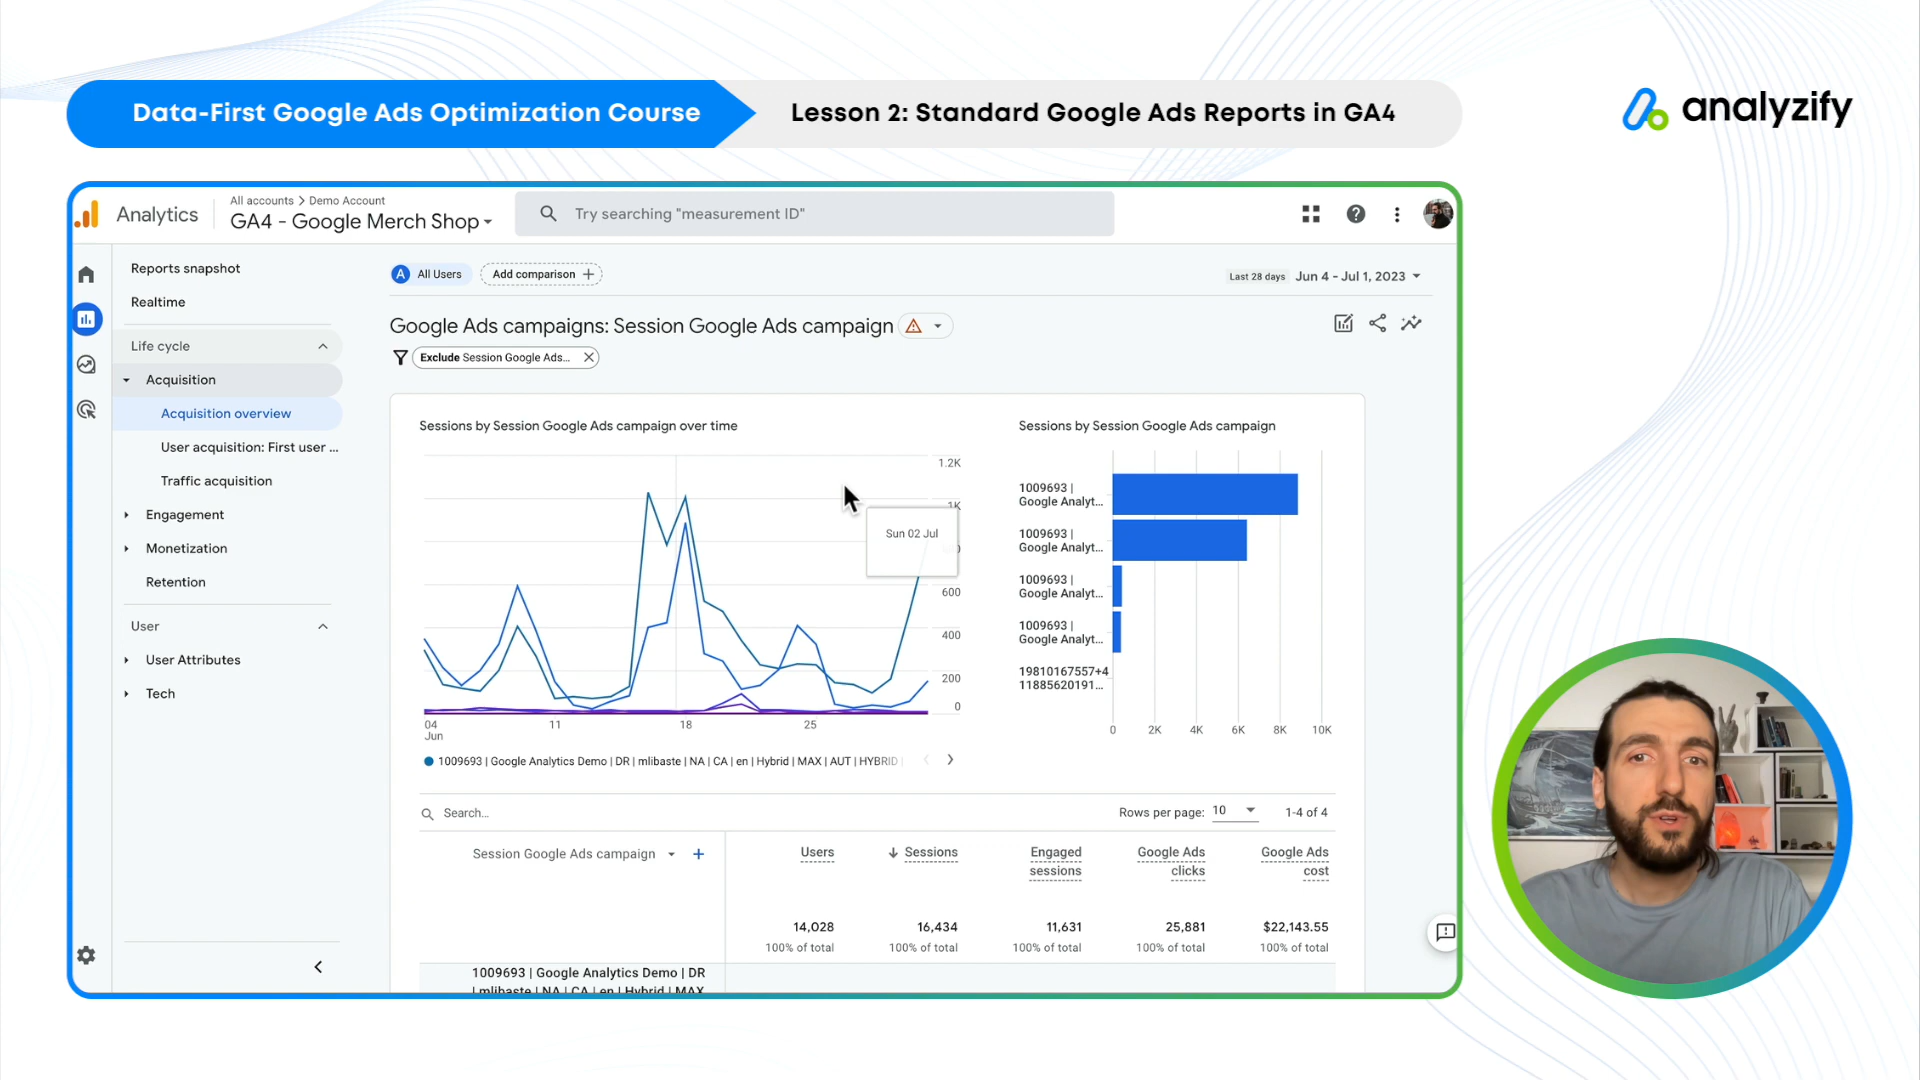 Data-First Google Ads Optimization Course
Lesson 2: Standard Google Ads Reports in GA4
analyzify
Analytics
All accounts > Demo Account
GA4 - Google Merch Shop
Try searching "measurement ID"
Reports snapshot
Realtime
Life cycle
Acquisition
Acquisition overview
User acquisition: First user ...
Traffic acquisition
Engagement
Monetization
Retention
User
User Attributes
Tech
A All Users
Add comparison +
Last 28 days Jun 4 - Jul 1, 2023
Google Ads campaigns: Session Google Ads campaign
Exclude Session Google Ads...
Sessions by Session Google Ads campaign over time
1.2K
1K
600
400
200
0
Sun 02 Jul
04
Jun
11
18
25
1009693 | Google Analytics Demo | DR | mlibaste | NA | CA | en | Hybrid | MAX | AUT | HYBRID
Sessions by Session Google Ads campaign
1009693 |
Google Analyt...
1009693 |
Google Analyt...
1009693 |
Google Analyt...
1009693 |
Google Analyt...
19810167557+4
11885620191...
0 2K 4K 6K 8K 10K
Search...
Rows per page: 10 1-4 of 4
Session Google Ads campaign
Users
Sessions
Engaged
sessions
Google Ads
clicks
Google Ads
cost
14,028 16,434 11,631 25,881 $22,143.55
100% of total 100% of total 100% of total 100% of total 100% of total
1009693 | Google Analytics Demo | DR
| mlibaste | NA | CA | en | Hybrid | MAX